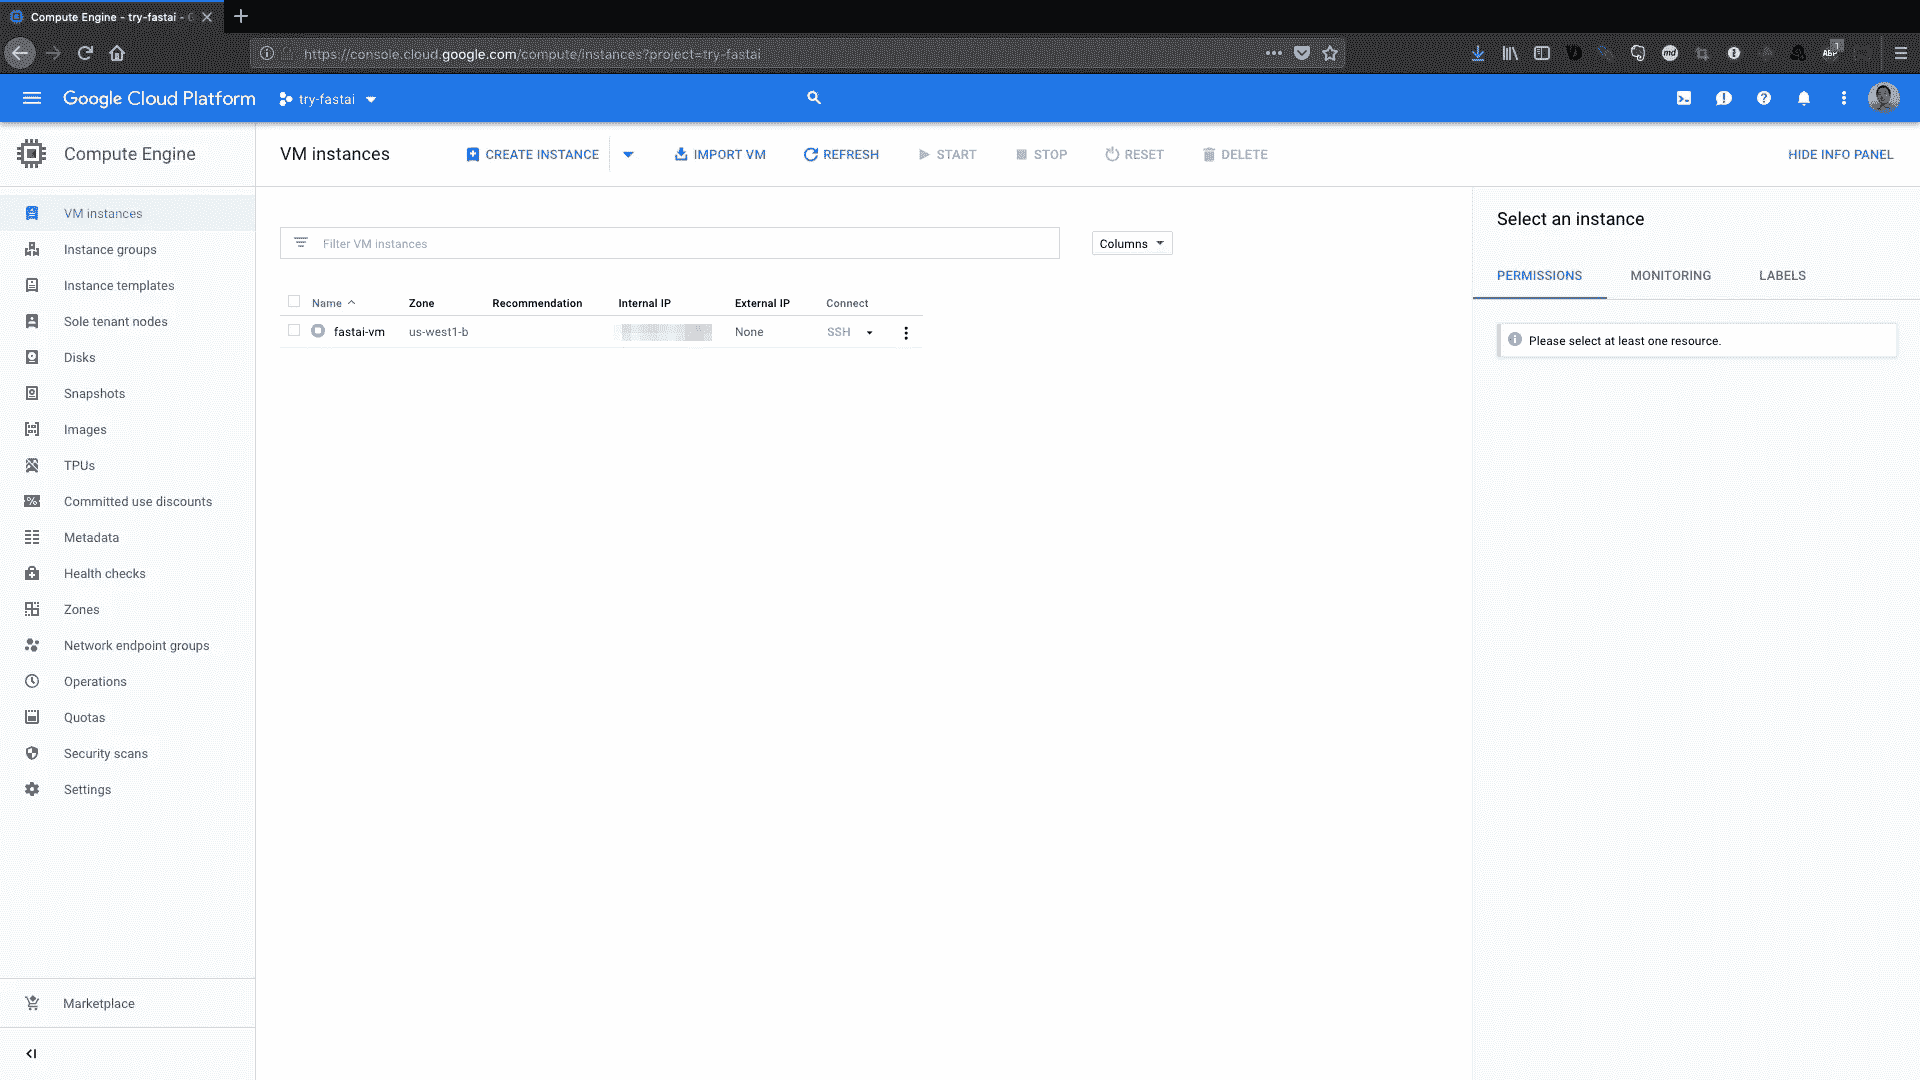 Compute Engine - try-fastai -
https://console.cloud.google.com/compute/instances?project=try-fastai
1
ABP
Google Cloud Platform
try-fastai
Compute Engine
VM instances
CREATE INSTANCE
IMPORT VM
REFRESH
START
STOP
RESET
DELETE
HIDE INFO PANEL
VM instances
Instance groups
Instance templates
Sole tenant nodes
Disks
Snapshots
Images
TPUs
Committed use discounts
Metadata
Health checks
Zones
Network endpoint groups
Operations
Quotas
Security scans
Settings
Marketplace
Filter VM instances
Columns
Name Zone Recommendation Internal IP External IP Connect
fastai-vm us-west1-b None SSH
Select an instance
PERMISSIONS MONITORING LABELS
Please select at least one resource.